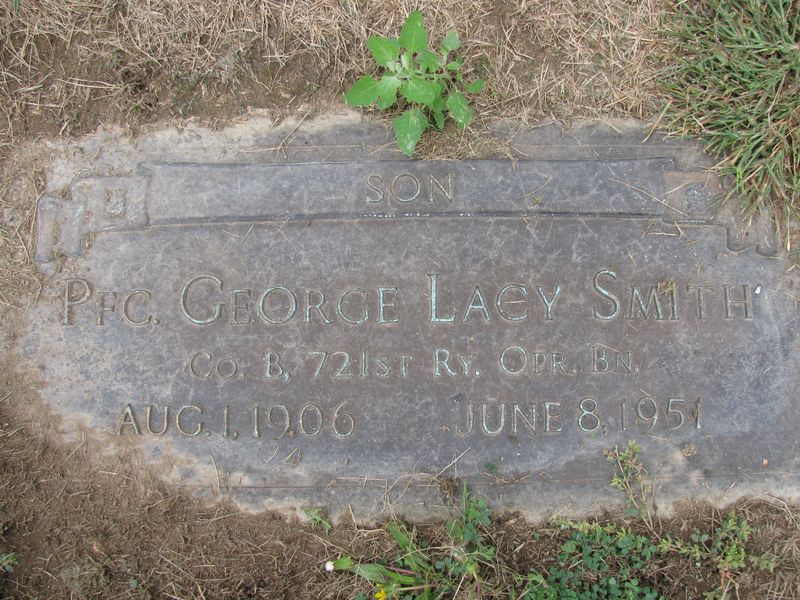 SON
PFC. GEORGE LACY SMITH
CO. B, 721ST RY. OPR. BN.
AUG. 1, 1906 JUNE 8, 1951